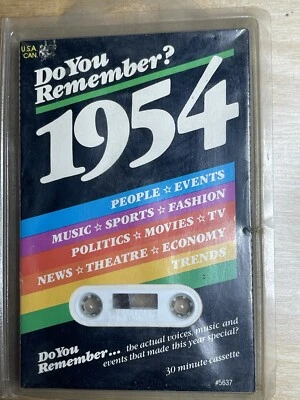 U.S.A.
CAN.
Do You
Remember?
1954
PEOPLE ☆ EVENTS
MUSIC ☆ SPORTS ☆ FASHION
POLITICS ☆ MOVIES ☆ TV
NEWS ☆ THEATRE ☆ ECONOMY
TRENDS
Do You
Remember... the actual voices, music and
events that made this year special?
30 minute cassette
#5637